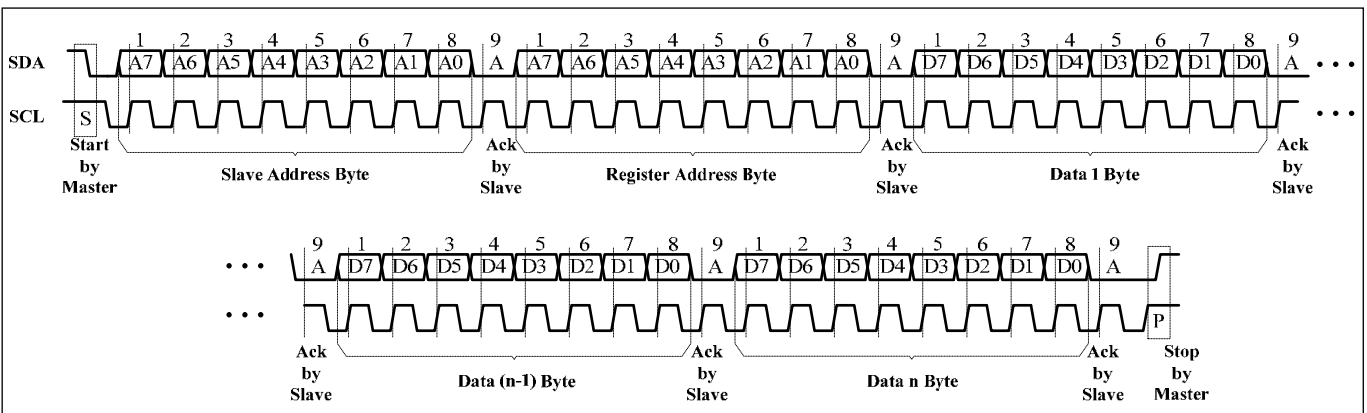 1 2 3 4 5 6 7 8 9 1 2 3 4 5 6 7 8 9 1 2 3 4 5 6 7 8 9
SDA A7 A6 A5 A4 A3 A2 A1 A0 A A7 A6 A5 A4 A3 A2 A1 A0 A D7 D6 D5 D4 D3 D2 D1 D0 A • • •
SCL S • • •
Start by Master
Slave Address Byte
Ack by Slave
Register Address Byte
Ack by Slave
Data 1 Byte
Ack by Slave
9 1 2 3 4 5 6 7 8 9 1 2 3 4 5 6 7 8 9
• • • A D7 D6 D5 D4 D3 D2 D1 D0 A D7 D6 D5 D4 D3 D2 D1 D0 A
• • • P
Ack by Slave
Data (n-1) Byte
Ack by Slave
Data n Byte
Ack by Slave
Stop by Master